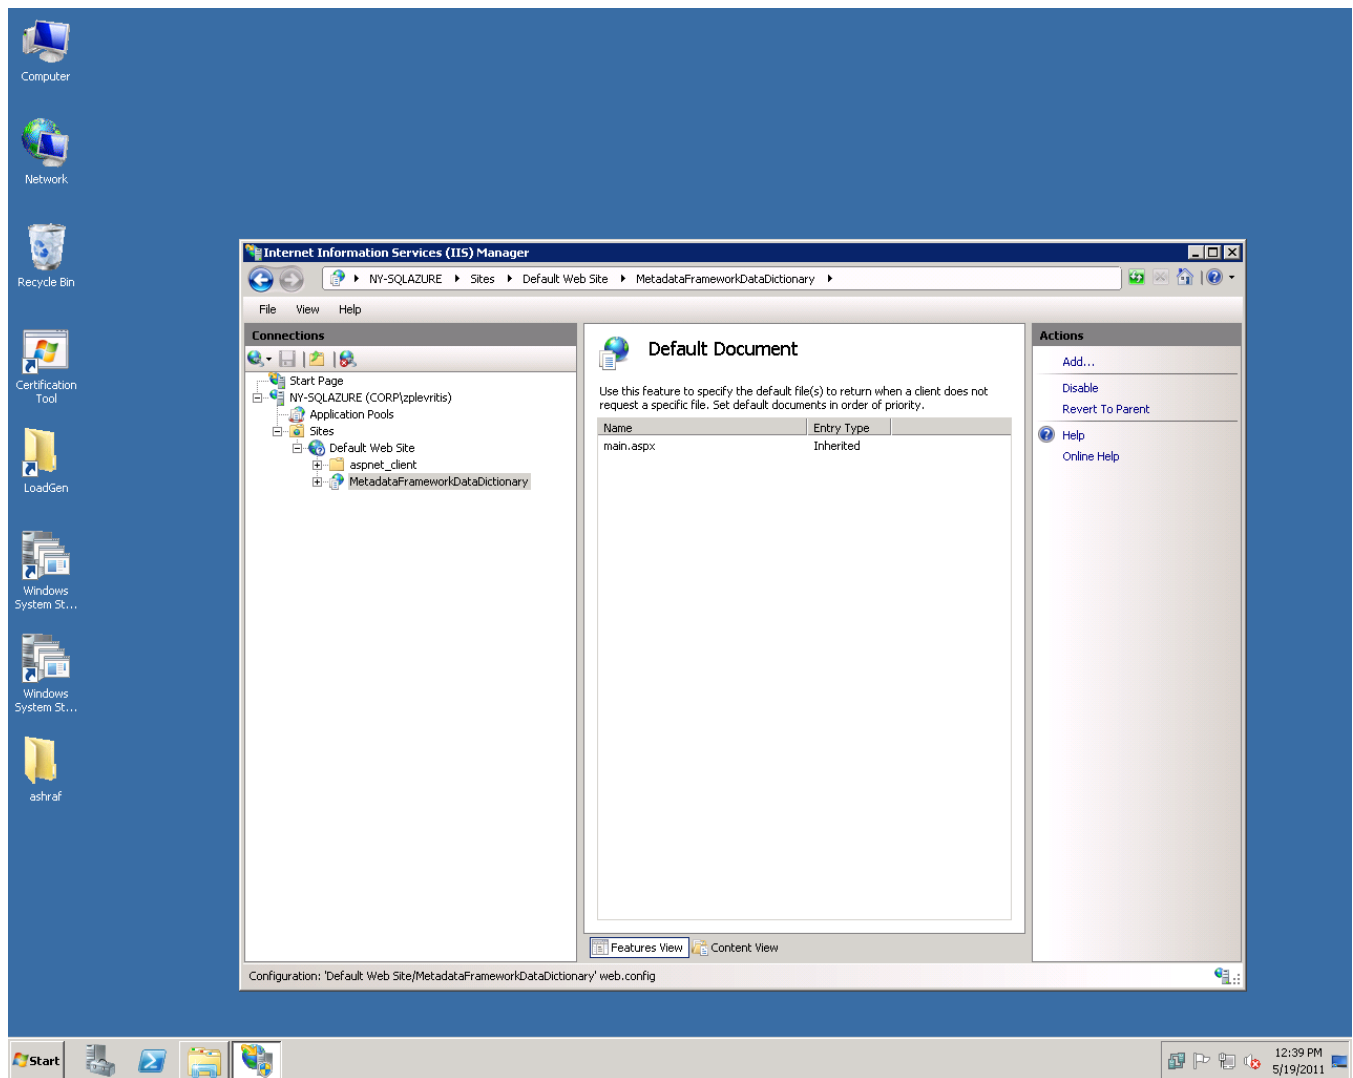 Computer
Network
Recycle Bin
Certification
Tool
LoadGen
Windows
System St...
Windows
System St...
ashraf
Internet Information Services (IIS) Manager
NY-SQLAZURE Sites Default Web Site MetadataFrameworkDataDictionary
File View Help
Connections
Start Page
NY-SQLAZURE (CORP\zplevritis)
Application Pools
Sites
Default Web Site
aspnet_client
MetadataFrameworkDataDictionary
Default Document
Use this feature to specify the default file(s) to return when a client does not
request a specific file. Set default documents in order of priority.
Name Entry Type
main.aspx Inherited
Features View Content View
Actions
Add...
Disable
Revert To Parent
Help
Online Help
Configuration: 'Default Web Site/MetadataFrameworkDataDictionary' web.config
Start
12:39 PM
5/19/2011